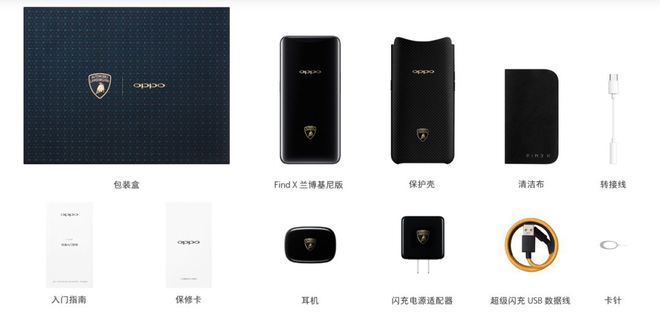 AUTOMOBILI LAMBORGHINI
oppo
oppo
oppo
FIND X
包装盒
Find X 兰博基尼版
保护壳
清洁布
转接线
oppo
oppo
入门指南
保修卡
耳机
闪充电源适配器
超级闪充 USB 数据线
卡针